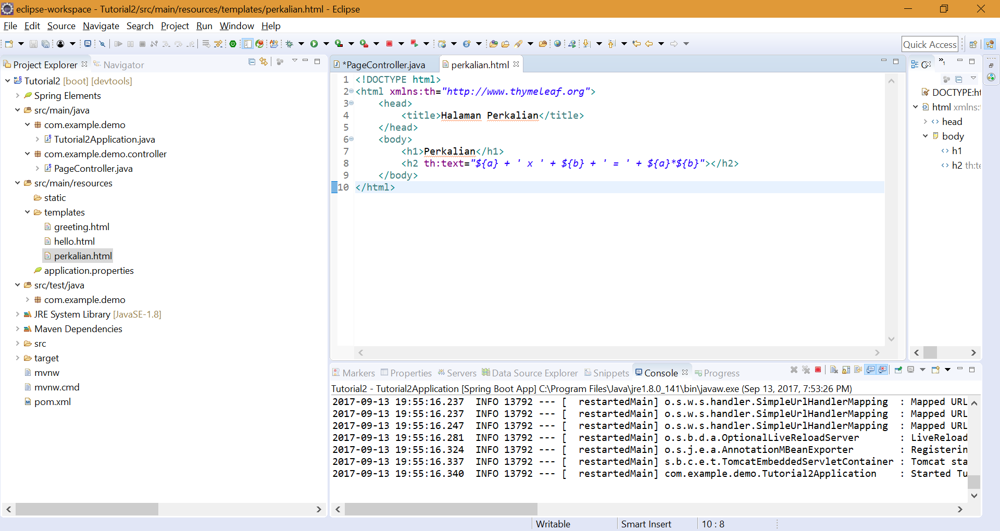 eclipse-workspace - Tutorial2/src/main/resources/templates/perkalian.html - Eclipse
File Edit Source Navigate Search Project Run Window Help
Quick Access
Project Explorer
Navigator
Tutorial2 [boot] [devtools]
Spring Elements
src/main/java
com.example.demo
Tutorial2Application.java
com.example.demo.controller
PageController.java
src/main/resources
static
templates
greeting.html
hello.html
perkalian.html
application.properties
src/test/java
com.example.demo
JRE System Library [JavaSE-1.8]
Maven Dependencies
src
target
mvnw
mvnw.cmd
pom.xml
*PageController.java
perkalian.html
1 <!DOCTYPE html>
2 <html xmlns:th="http://www.thymeleaf.org">
3 <head>
4 <title>Halaman Perkalian</title>
5 </head>
6 <body>
7 <h1>Perkalian</h1>
8 <h2 th:text="${a} + ' x ' + ${b} + ' = ' + ${a}*${b}"></h2>
9 </body>
10 </html>
DOCTYPE:ht
html xmlns:
head
body
h1
h2 th:te
Markers Properties Servers Data Source Explorer Snippets Console Progress
Tutorial2 - Tutorial2Application [Spring Boot App] C:\Program Files\Java\jre1.8.0_141\bin\javaw.exe (Sep 13, 2017, 7:53:26 PM)
2017-09-13 19:55:16.237  INFO 13792 --- [  restartedMain] o.s.w.s.handler.SimpleUrlHandlerMapping  : Mapped URL
2017-09-13 19:55:16.237  INFO 13792 --- [  restartedMain] o.s.w.s.handler.SimpleUrlHandlerMapping  : Mapped URL
2017-09-13 19:55:16.247  INFO 13792 --- [  restartedMain] o.s.w.s.handler.SimpleUrlHandlerMapping  : Mapped URL
2017-09-13 19:55:16.281  INFO 13792 --- [  restartedMain] o.s.b.d.a.OptionalLiveReloadServer       : LiveReload
2017-09-13 19:55:16.324  INFO 13792 --- [  restartedMain] o.s.j.e.a.AnnotationMBeanExporter        : Registerin
2017-09-13 19:55:16.337  INFO 13792 --- [  restartedMain] s.b.c.e.t.TomcatEmbeddedServletContainer : Tomcat sta
2017-09-13 19:55:16.340  INFO 13792 --- [  restartedMain] com.example.demo.Tutorial2Application    : Started Tu
Writable
Smart Insert
10 : 8